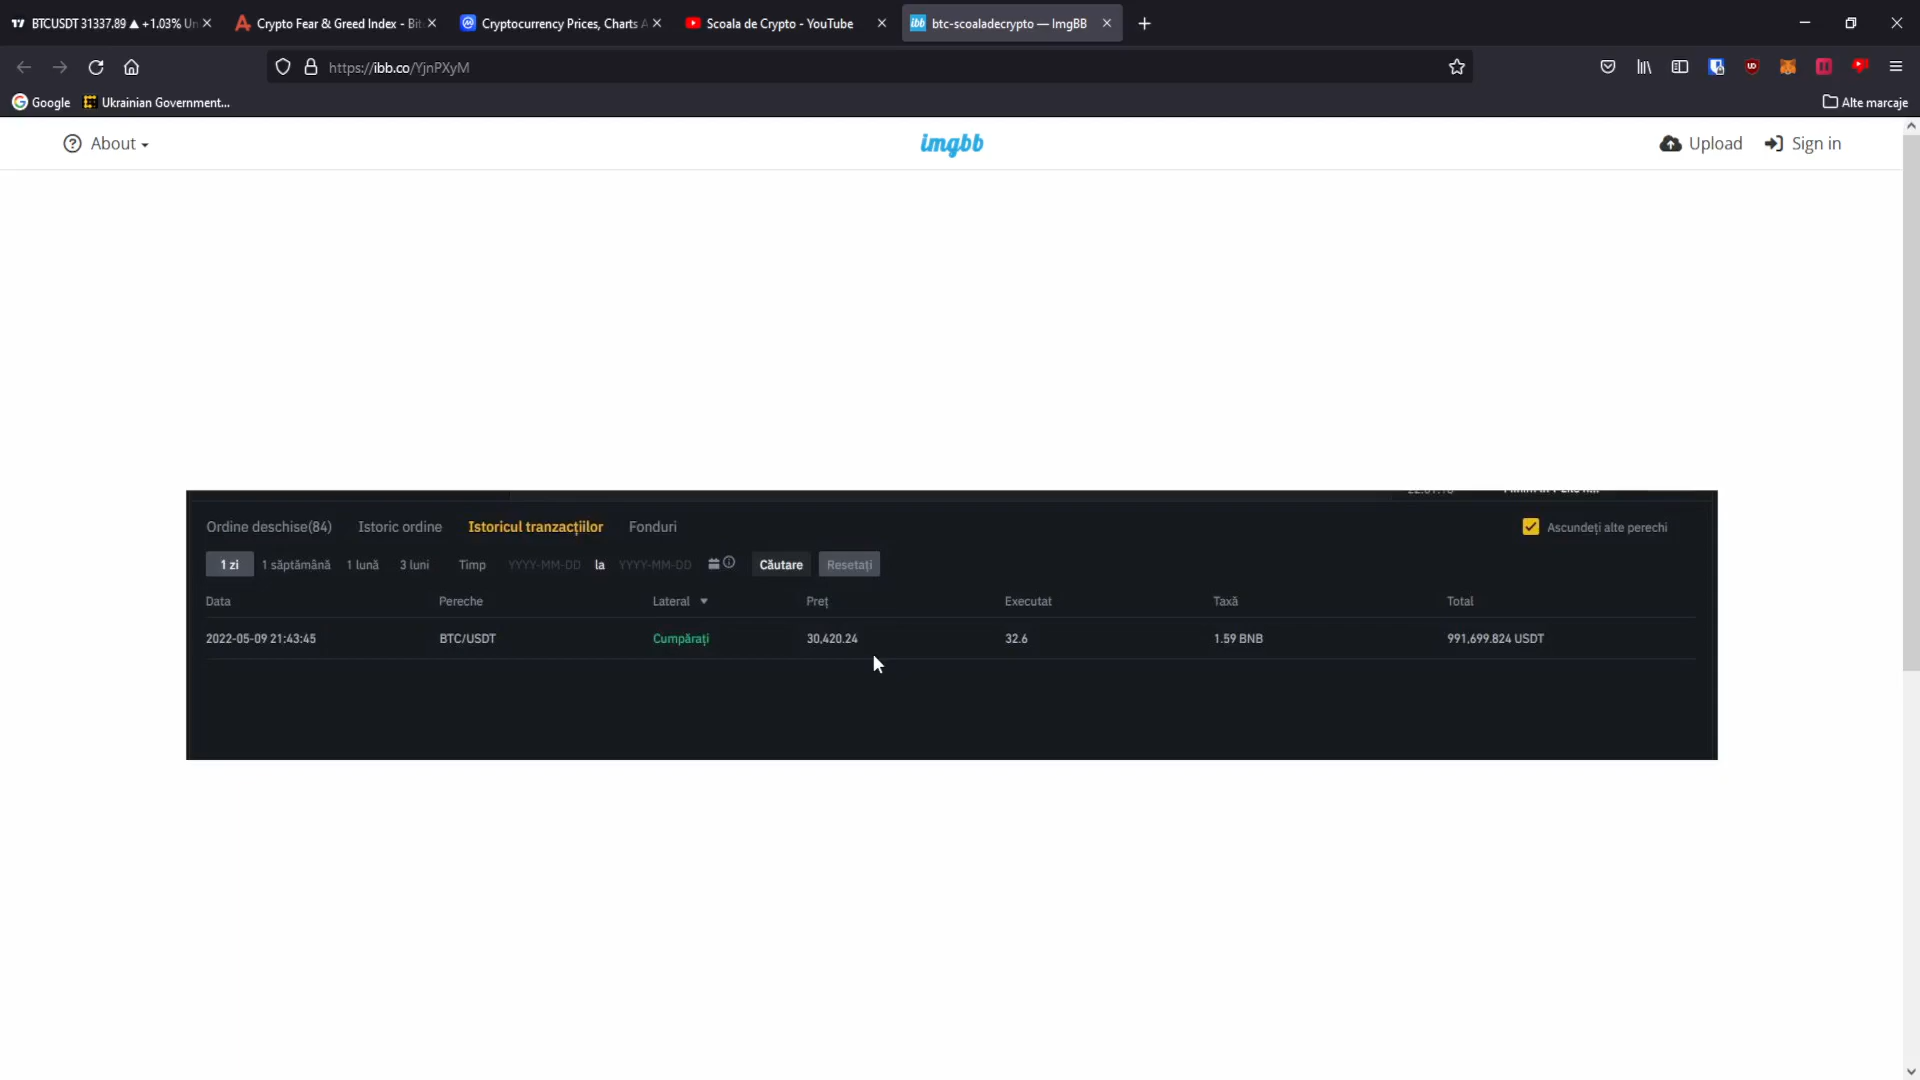 BTCUSDT 31337.89 ▲ +1.03% Un
Crypto Fear & Greed Index - Bit
Cryptocurrency Prices, Charts A
Scoala de Crypto - YouTube
btc-scoaladecrypto — ImgBB
https://ibb.co/YjnPXyM
Google
Ukrainian Government...
Alte marcaje
About
imgbb
Upload
Sign in
Ordine deschise(84) Istoric ordine Istoricul tranzacțiilor Fonduri
Ascundeți alte perechi
1 zi 1 săptămână 1 lună 3 luni Timp YYYY-MM-DD la YYYY-MM-DD Căutare Resetați
Data Pereche Lateral Preț Executat Taxă Total
2022-05-09 21:43:45 BTC/USDT Cumpărați 30,420.24 32.6 1.59 BNB 991,699.824 USDT